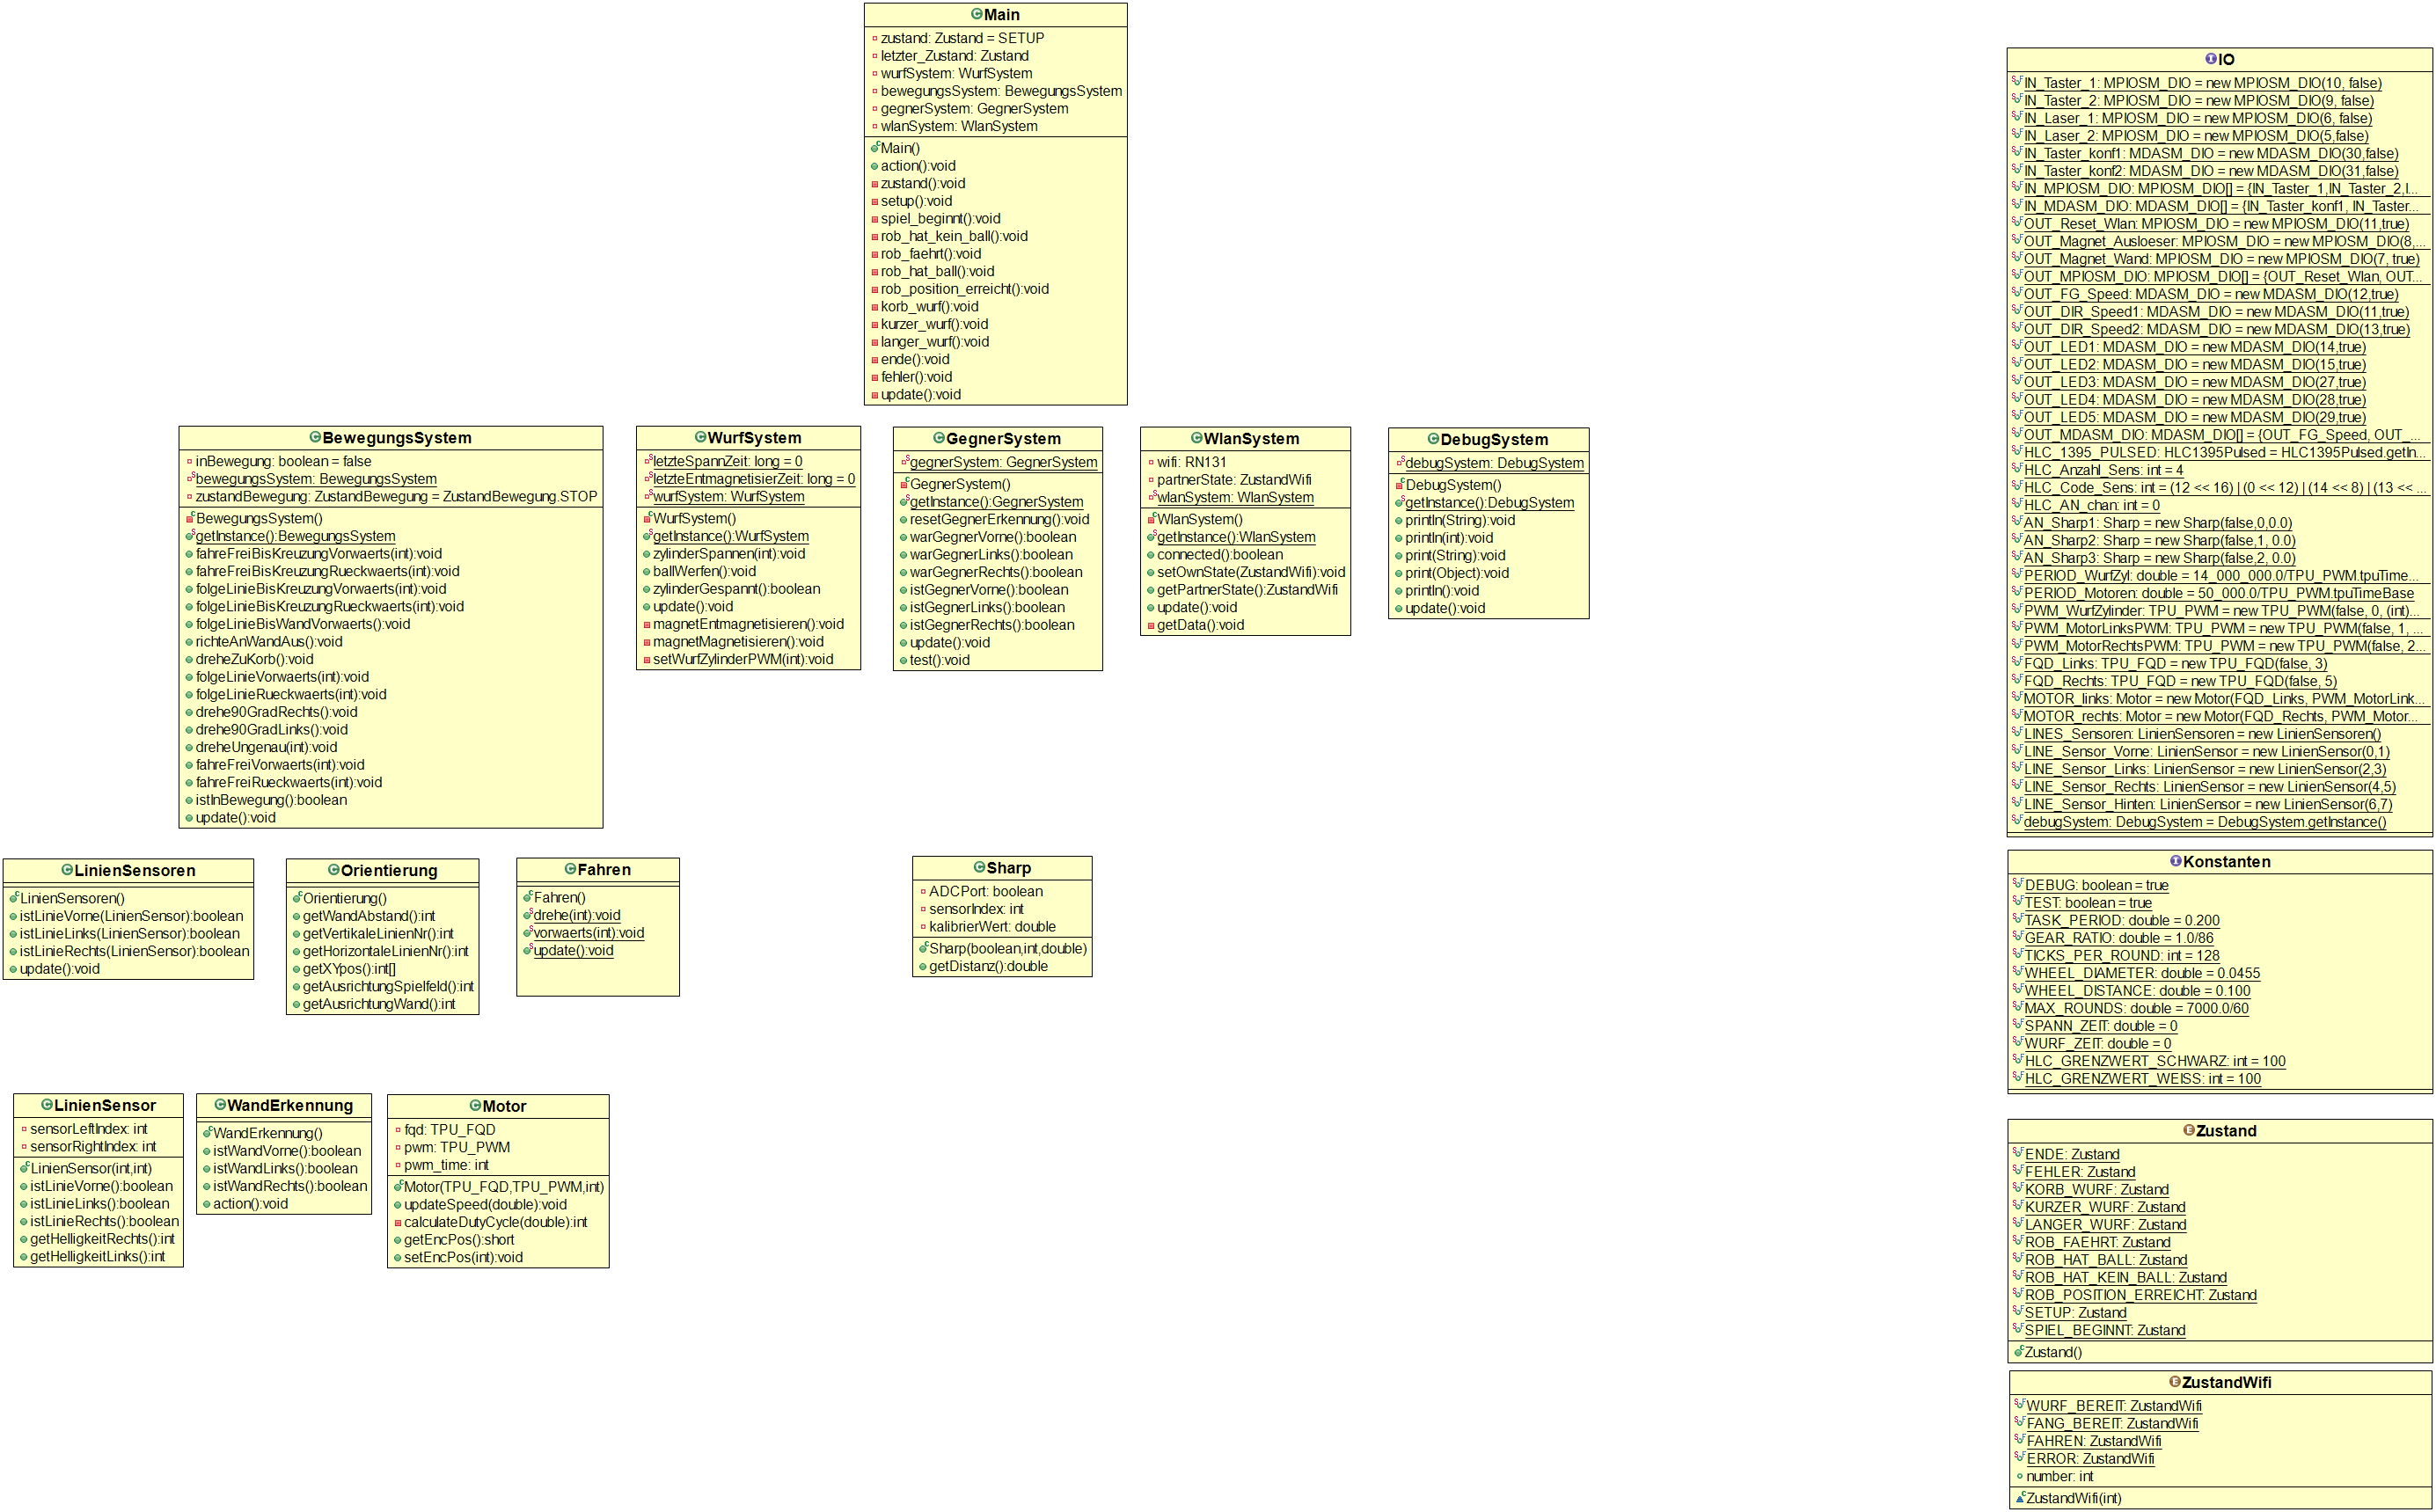 Main
zustand: Zustand = SETUP
letzter_Zustand: Zustand
wurfSystem: WurfSystem
bewegungsSystem: BewegungsSystem
gegnerSystem: GegnerSystem
wlanSystem: WlanSystem
Main()
action():void
zustand():void
setup():void
spiel_beginnt():void
rob_hat_kein_ball():void
rob_faehrt():void
rob_hat_ball():void
rob_position_erreicht():void
korb_wurf():void
kurzer_wurf():void
langer_wurf():void
ende():void
fehler():void
update():void
BewegungsSystem
inBewegung: boolean = false
bewegungsSystem: BewegungsSystem
zustandBewegung: ZustandBewegung = ZustandBewegung.STOP
BewegungsSystem()
getInstance():BewegungsSystem
fahreFreiBisKreuzungVorwaerts(int):void
fahreFreiBisKreuzungRueckwaerts(int):void
folgeLinieBisKreuzungVorwaerts(int):void
folgeLinieBisKreuzungRueckwaerts(int):void
folgeLinieBisWandVorwaerts():void
richteAnWandAus():void
dreheZuKorb():void
folgeLinieVorwaerts(int):void
folgeLinieRueckwaerts(int):void
drehe90GradRechts():void
drehe90GradLinks():void
dreheUngenau(int):void
fahreFreiVorwaerts(int):void
fahreFreiRueckwaerts(int):void
istInBewegung():boolean
update():void
WurfSystem
letzteSpannZeit: long = 0
letzteEntmagnetisierZeit: long = 0
wurfSystem: WurfSystem
WurfSystem()
getInstance():WurfSystem
zylinderSpannen(int):void
ballWerfen():void
zylinderGespannt():boolean
update():void
magnetEntmagnetisieren():void
magnetMagnetisieren():void
setWurfZylinderPWM(int):void
GegnerSystem
gegnerSystem: GegnerSystem
GegnerSystem()
getInstance():GegnerSystem
resetGegnerErkennung():void
warGegnerVorne():boolean
warGegnerLinks():boolean
warGegnerRechts():boolean
istGegnerVorne():boolean
istGegnerLinks():boolean
istGegnerRechts():boolean
update():void
test():void
WlanSystem
wifi: RN131
partnerState: ZustandWifi
wlanSystem: WlanSystem
WlanSystem()
getInstance():WlanSystem
connected():boolean
setOwnState(ZustandWifi):void
getPartnerState():ZustandWifi
update():void
getData():void
DebugSystem
debugSystem: DebugSystem
DebugSystem()
getInstance():DebugSystem
println(String):void
println(int):void
print(String):void
print(Object):void
println():void
update():void
LinienSensoren
LinienSensoren()
istLinieVorne(LinienSensor):boolean
istLinieLinks(LinienSensor):boolean
istLinieRechts(LinienSensor):boolean
update():void
Orientierung
Orientierung()
getWandAbstand():int
getVertikaleLinienNr():int
getHorizontaleLinienNr():int
getXYpos():int[]
getAusrichtungSpielfeld():int
getAusrichtungWand():int
Fahren
Fahren()
drehe(int):void
vorwaerts(int):void
update():void
Sharp
ADCPort: boolean
sensorIndex: int
kalibrierWert: double
Sharp(boolean,int,double)
getDistanz():double
LinienSensor
sensorLeftIndex: int
sensorRightIndex: int
LinienSensor(int,int)
istLinieVorne():boolean
istLinieLinks():boolean
istLinieRechts():boolean
getHelligkeitRechts():int
getHelligkeitLinks():int
WandErkennung
WandErkennung()
istWandVorne():boolean
istWandLinks():boolean
istWandRechts():boolean
action():void
Motor
fqd: TPU_FQD
pwm: TPU_PWM
pwm_time: int
Motor(TPU_FQD,TPU_PWM,int)
updateSpeed(double):void
calculateDutyCycle(double):int
getEncPos():short
setEncPos(int):void
IO
IN_Taster_1: MPIOSM_DIO = new MPIOSM_DIO(10, false)
IN_Taster_2: MPIOSM_DIO = new MPIOSM_DIO(9, false)
IN_Laser_1: MPIOSM_DIO = new MPIOSM_DIO(6, false)
IN_Laser_2: MPIOSM_DIO = new MPIOSM_DIO(5,false)
IN_Taster_konf1: MDASM_DIO = new MDASM_DIO(30,false)
IN_Taster_konf2: MDASM_DIO = new MDASM_DIO(31,false)
IN_MPIOSM_DIO: MPIOSM_DIO[] = {IN_Taster_1,IN_Taster_2,I...
IN_MDASM_DIO: MDASM_DIO[] = {IN_Taster_konf1, IN_Taster...
OUT_Reset_Wlan: MPIOSM_DIO = new MPIOSM_DIO(11,true)
OUT_Magnet_Ausloeser: MPIOSM_DIO = new MPIOSM_DIO(8,...
OUT_Magnet_Wand: MPIOSM_DIO = new MPIOSM_DIO(7, true)
OUT_MPIOSM_DIO: MPIOSM_DIO[] = {OUT_Reset_Wlan, OUT...
OUT_FG_Speed: MDASM_DIO = new MDASM_DIO(12,true)
OUT_DIR_Speed1: MDASM_DIO = new MDASM_DIO(11,true)
OUT_DIR_Speed2: MDASM_DIO = new MDASM_DIO(13,true)
OUT_LED1: MDASM_DIO = new MDASM_DIO(14,true)
OUT_LED2: MDASM_DIO = new MDASM_DIO(15,true)
OUT_LED3: MDASM_DIO = new MDASM_DIO(27,true)
OUT_LED4: MDASM_DIO = new MDASM_DIO(28,true)
OUT_LED5: MDASM_DIO = new MDASM_DIO(29,true)
OUT_MDASM_DIO: MDASM_DIO[] = {OUT_FG_Speed, OUT_...
HLC_1395_PULSED: HLC1395Pulsed = HLC1395Pulsed.getIn...
HLC_Anzahl_Sens: int = 4
HLC_Code_Sens: int = (12 << 16) | (0 << 12) | (14 << 8) | (13 << ...
HLC_AN_chan: int = 0
AN_Sharp1: Sharp = new Sharp(false,0,0.0)
AN_Sharp2: Sharp = new Sharp(false,1, 0.0)
AN_Sharp3: Sharp = new Sharp(false,2, 0.0)
PERIOD_WurfZyl: double = 14_000_000.0/TPU_PWM.tpuTime...
PERIOD_Motoren: double = 50_000.0/TPU_PWM.tpuTimeBase
PWM_WurfZylinder: TPU_PWM = new TPU_PWM(false, 0, (int)...
PWM_MotorLinksPWM: TPU_PWM = new TPU_PWM(false, 1, ...
PWM_MotorRechtsPWM: TPU_PWM = new TPU_PWM(false, 2...
FQD_Links: TPU_FQD = new TPU_FQD(false, 3)
FQD_Rechts: TPU_FQD = new TPU_FQD(false, 5)
MOTOR_links: Motor = new Motor(FQD_Links, PWM_MotorLink...
MOTOR_rechts: Motor = new Motor(FQD_Rechts, PWM_Motor...
LINES_Sensoren: LinienSensoren = new LinienSensoren()
LINE_Sensor_Vorne: LinienSensor = new LinienSensor(0,1)
LINE_Sensor_Links: LinienSensor = new LinienSensor(2,3)
LINE_Sensor_Rechts: LinienSensor = new LinienSensor(4,5)
LINE_Sensor_Hinten: LinienSensor = new LinienSensor(6,7)
debugSystem: DebugSystem = DebugSystem.getInstance()
Konstanten
DEBUG: boolean = true
TEST: boolean = true
TASK_PERIOD: double = 0.200
GEAR_RATIO: double = 1.0/86
TICKS_PER_ROUND: int = 128
WHEEL_DIAMETER: double = 0.0455
WHEEL_DISTANCE: double = 0.100
MAX_ROUNDS: double = 7000.0/60
SPANN_ZEIT: double = 0
WURF_ZEIT: double = 0
HLC_GRENZWERT_SCHWARZ: int = 100
HLC_GRENZWERT_WEISS: int = 100
Zustand
ENDE: Zustand
FEHLER: Zustand
KORB_WURF: Zustand
KURZER_WURF: Zustand
LANGER_WURF: Zustand
ROB_FAEHRT: Zustand
ROB_HAT_BALL: Zustand
ROB_HAT_KEIN_BALL: Zustand
ROB_POSITION_ERREICHT: Zustand
SETUP: Zustand
SPIEL_BEGINNT: Zustand
Zustand()
ZustandWifi
WURF_BEREIT: ZustandWifi
FANG_BEREIT: ZustandWifi
FAHREN: ZustandWifi
ERROR: ZustandWifi
number: int
ZustandWifi(int)